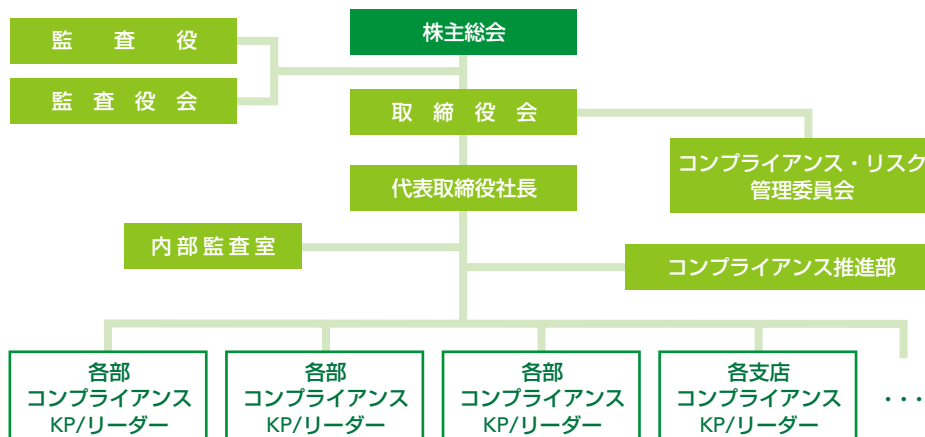 監査役
株主総会
監査役会
取締役会
コンプライアンス・リスク
管理委員会
代表取締役社長
内部監査室
コンプライアンス推進部
各部
コンプライアンス
KP/リーダー
各部
コンプライアンス
KP/リーダー
各部
コンプライアンス
KP/リーダー
各支店
コンプライアンス
KP/リーダー
・・・